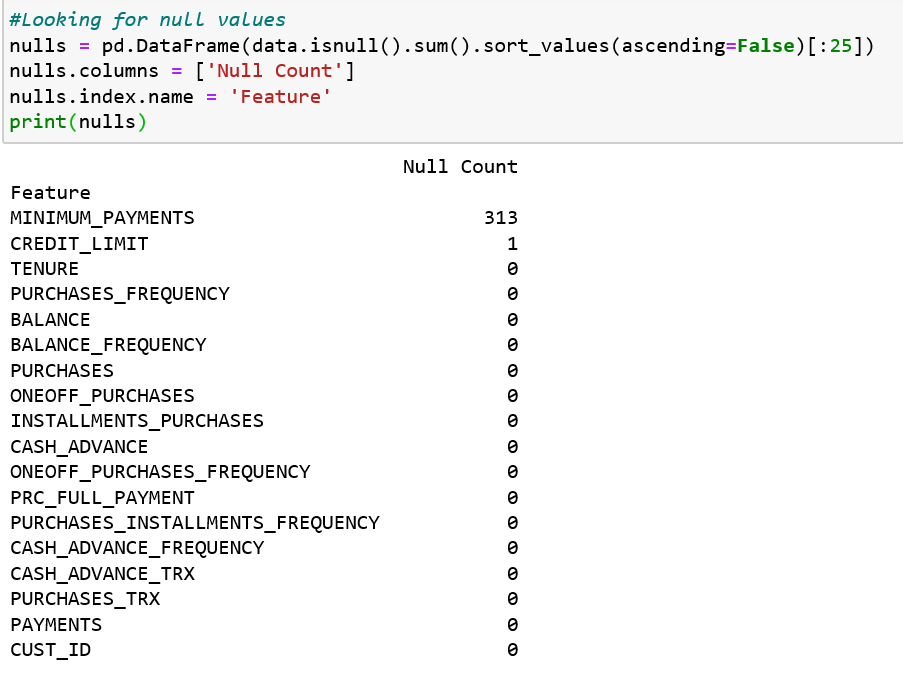 #Looking for null values
nulls = pd.DataFrame(data.isnull().sum().sort_values(ascending=False)[:25])
nulls.columns = ['Null Count']
nulls.index.name = 'Feature'
print(nulls)
Null Count
Feature
MINIMUM_PAYMENTS 313
CREDIT_LIMIT 1
TENURE 0
PURCHASES_FREQUENCY 0
BALANCE 0
BALANCE_FREQUENCY 0
PURCHASES 0
ONEOFF_PURCHASES 0
INSTALLMENTS_PURCHASES 0
CASH_ADVANCE 0
ONEOFF_PURCHASES_FREQUENCY 0
PRC_FULL_PAYMENT 0
PURCHASES_INSTALLMENTS_FREQUENCY 0
CASH_ADVANCE_FREQUENCY 0
CASH_ADVANCE_TRX 0
PURCHASES_TRX 0
PAYMENTS 0
CUST_ID 0